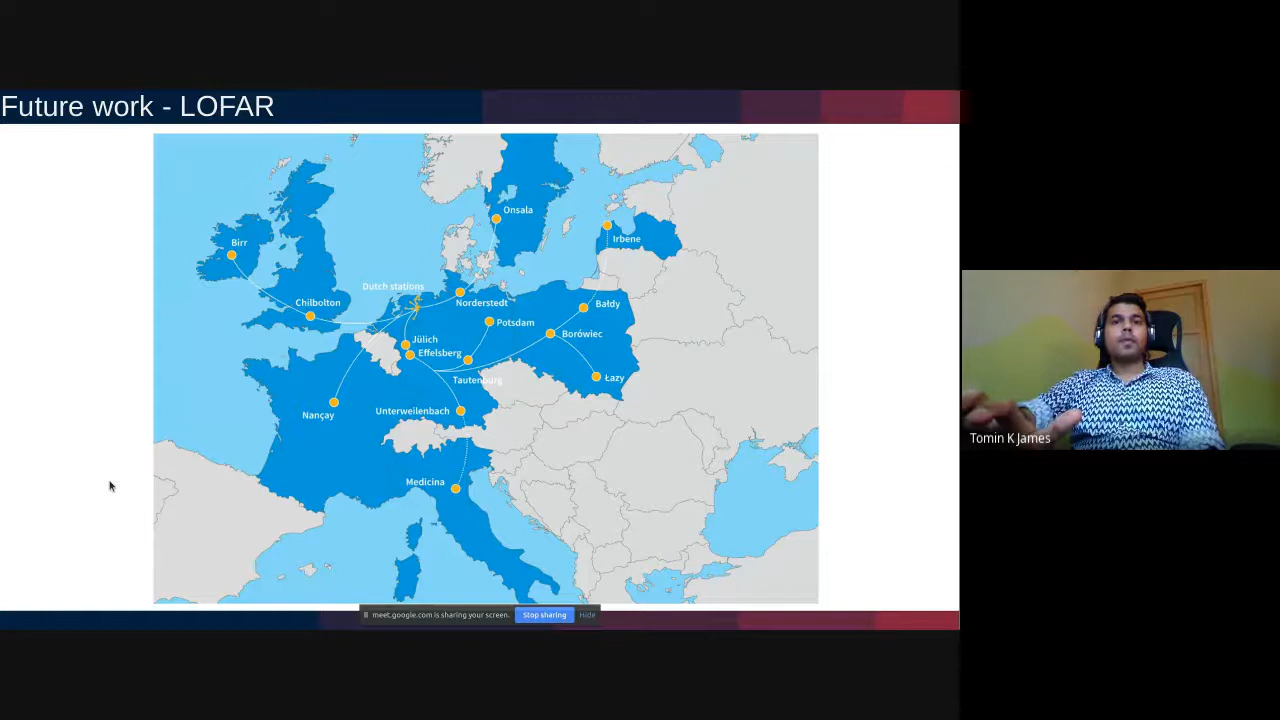 Future work - LOFAR
Onsala
Birr
Irbene
Dutch stations
Chilbolton
Norderstedt
Bałdy
Potsdam
Borówiec
Jülich
Effelsberg
Tautenburg
Łazy
Nançay
Unterweilenbach
Medicina
Tomin K James
meet.google.com is sharing your screen.
Stop sharing
Hide